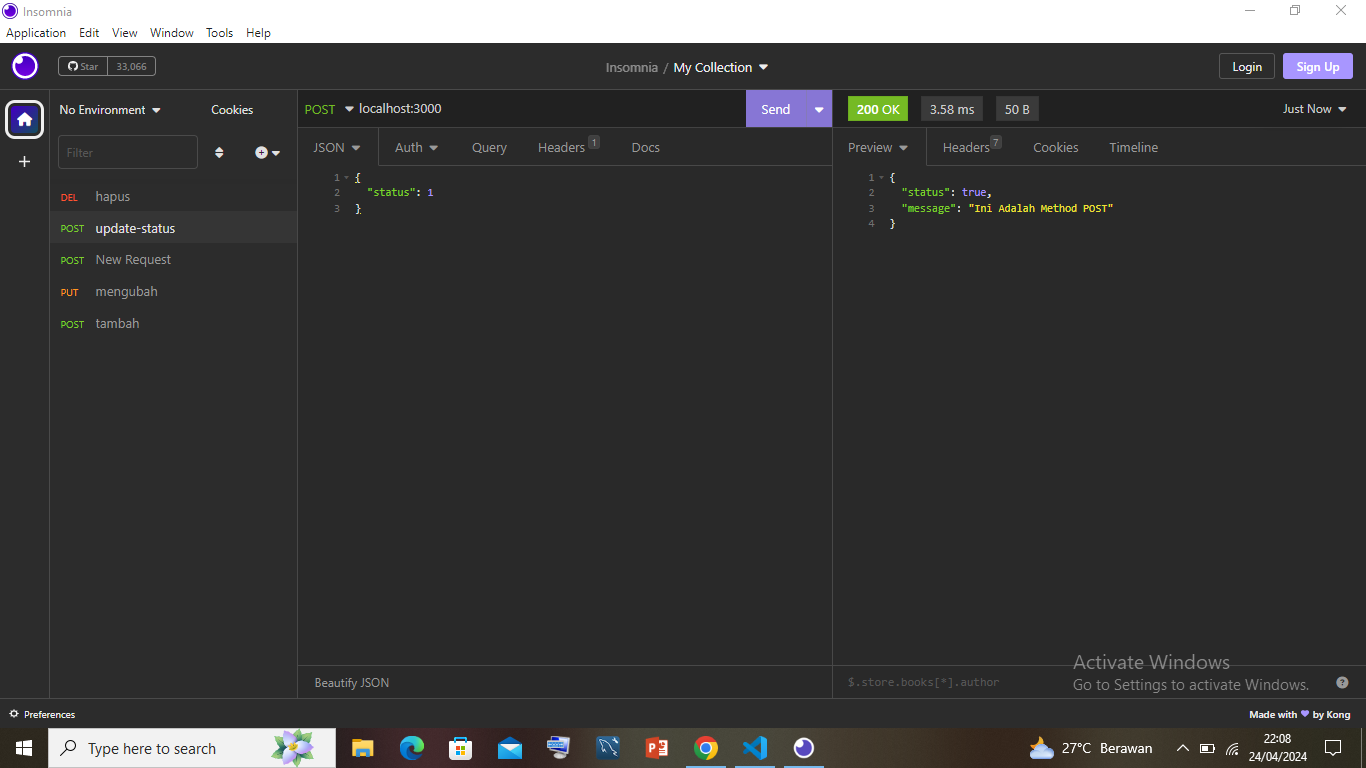 Insomnia
Application Edit View Window Tools Help
Star 33,066
Insomnia / My Collection
Login Sign Up
No Environment Cookies
Filter
DEL hapus
POST update-status
POST New Request
PUT mengubah
POST tambah
POST localhost:3000 Send
JSON Auth Query Headers 1 Docs
1 {
2 "status": 1
3 }
Beautify JSON
200 OK 3.58 ms 50 B Just Now
Preview Headers 7 Cookies Timeline
1 {
2 "status": true,
3 "message": "Ini Adalah Method POST"
4 }
$.store.books[*].author
Activate Windows
Go to Settings to activate Windows.
Preferences
Made with by Kong
Type here to search
27°C Berawan
22:08
24/04/2024